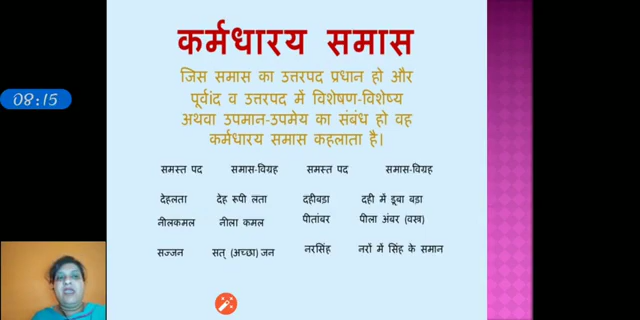 कर्मधारय समास
जिस समास का उत्तरपद प्रधान हो और
पूर्वांद व उत्तरपद में विशेषण-विशेष्य
अथवा उपमान-उपमेय का संबंध हो वह
कर्मधारय समास कहलाता है।
08:15
समस्त पद समास-विग्रह समस्त पद समास-विग्रह
देहलता देह रूपी लता दहीबड़ा दही में डूबा बड़ा
नीलकमल नीला कमल पीतांबर पीला अंबर (वस्त्र)
सज्जन सत् (अच्छा) जन नरसिंह नरों में सिंह के समान